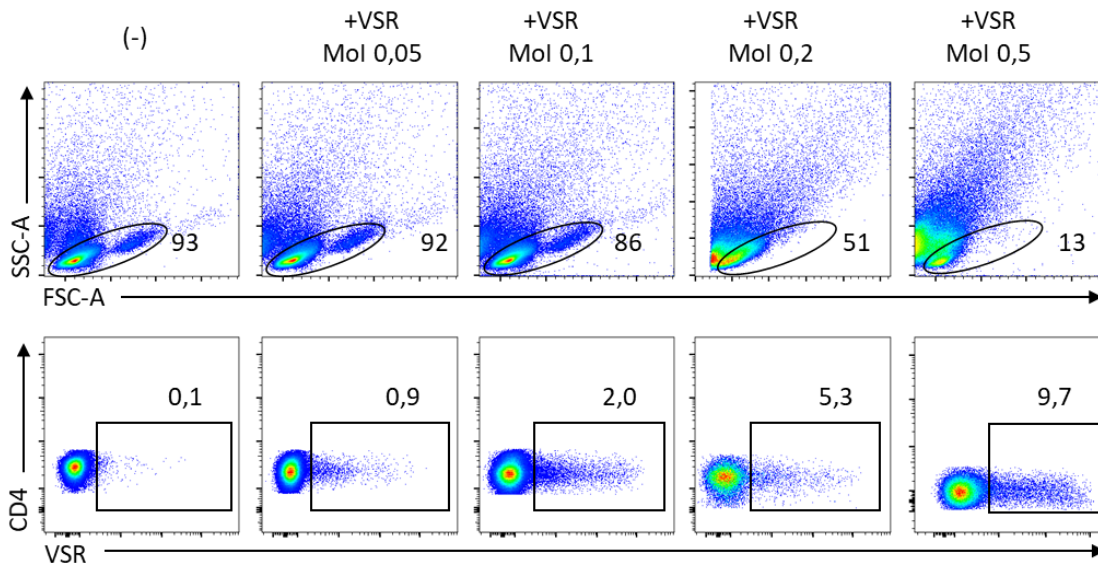 (-)
+VSR
Mol 0,05
+VSR
Mol 0,1
+VSR
Mol 0,2
+VSR
Mol 0,5
SSC-A
93
92
86
51
13
FSC-A
CD4
0,1
0,9
2,0
5,3
9,7
VSR